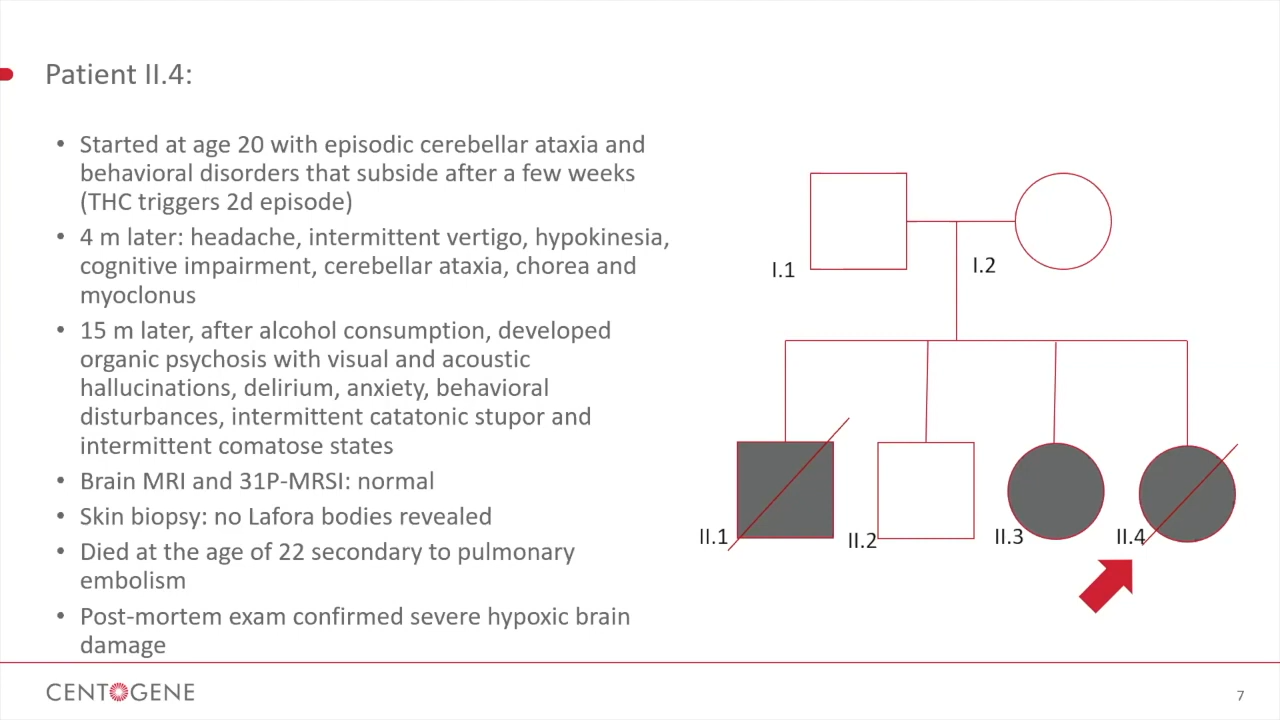 Patient II.4:
• Started at age 20 with episodic cerebellar ataxia and
behavioral disorders that subside after a few weeks
(THC triggers 2d episode)
• 4 m later: headache, intermittent vertigo, hypokinesia,
cognitive impairment, cerebellar ataxia, chorea and
myoclonus
• 15 m later, after alcohol consumption, developed
organic psychosis with visual and acoustic
hallucinations, delirium, anxiety, behavioral
disturbances, intermittent catatonic stupor and
intermittent comatose states
• Brain MRI and 31P-MRSI: normal
• Skin biopsy: no Lafora bodies revealed
• Died at the age of 22 secondary to pulmonary
embolism
• Post-mortem exam confirmed severe hypoxic brain
damage
I.1
I.2
II.1
II.2
II.3
II.4
CENTOGENE
7